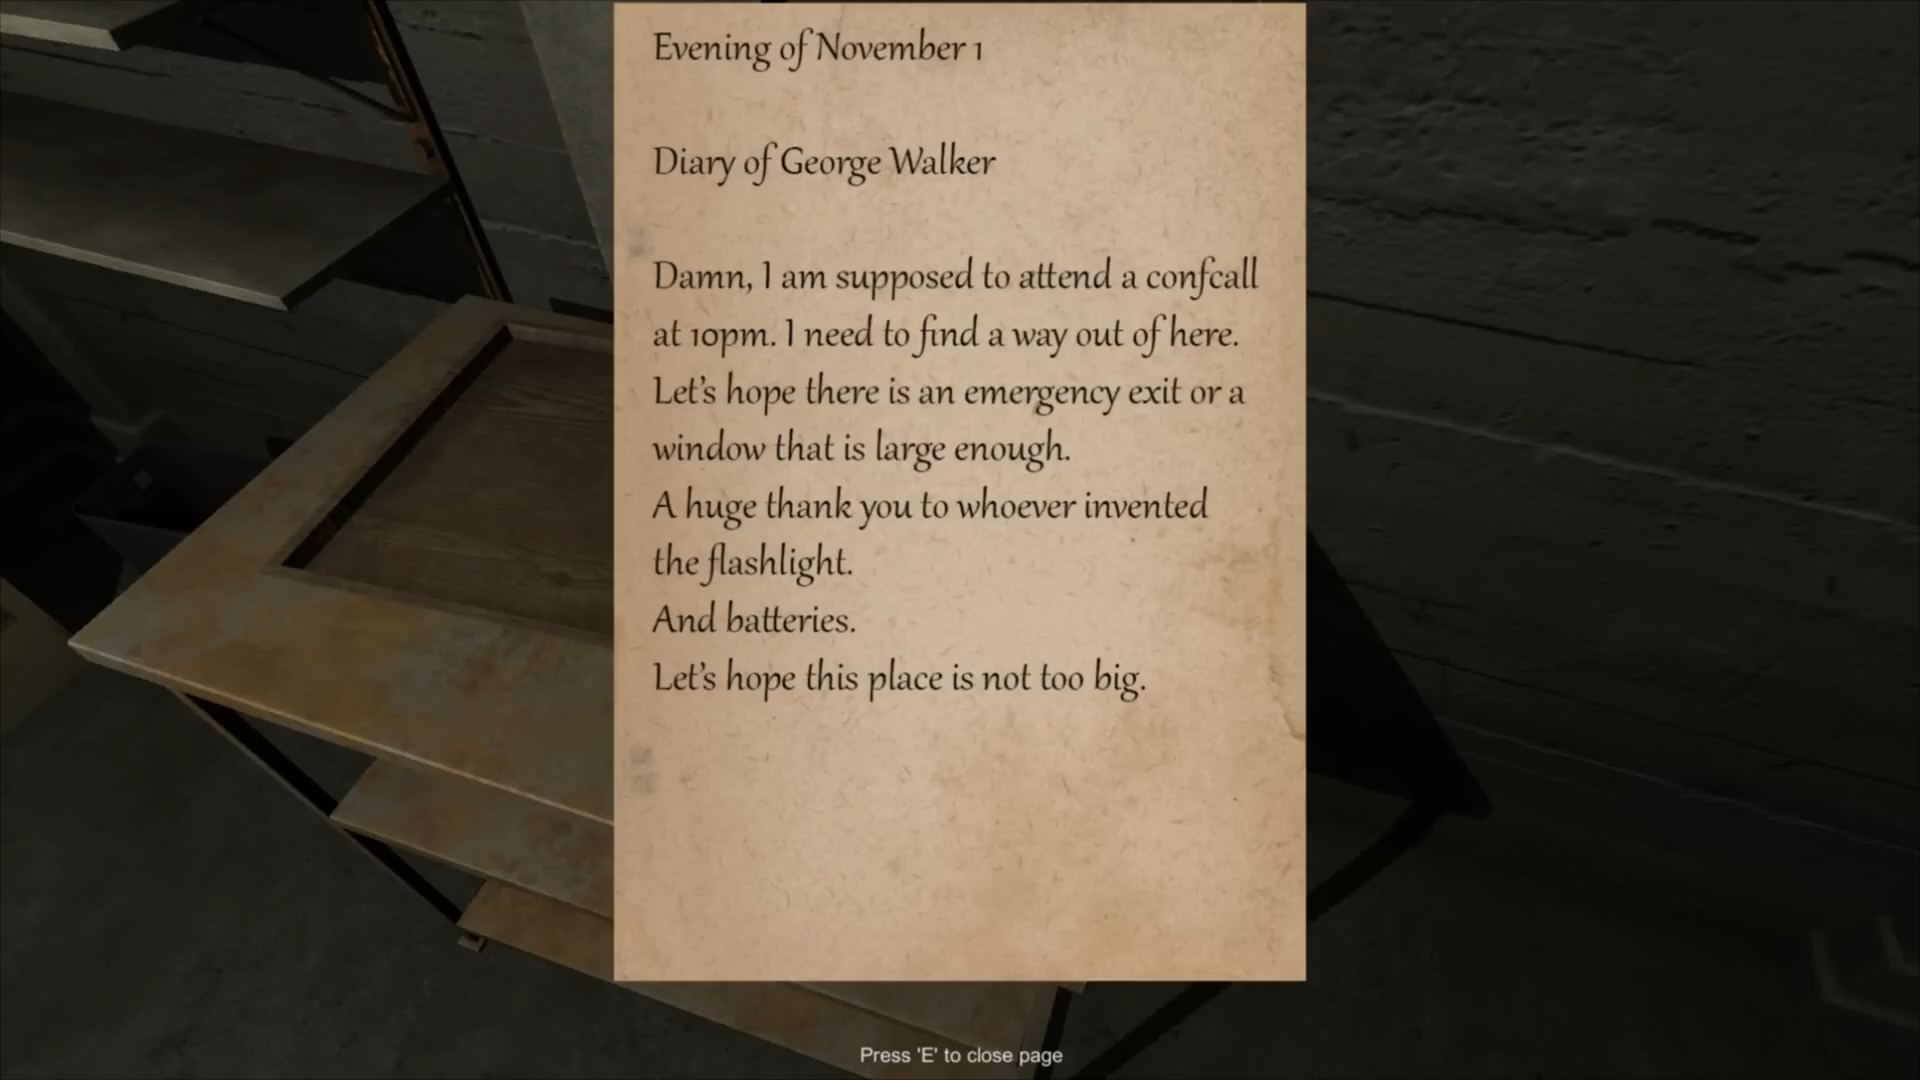 Evening of November 1
Diary of George Walker
Damn, I am supposed to attend a confcall
at 10pm. I need to find a way out of here.
Let's hope there is an emergency exit or a
window that is large enough.
A huge thank you to whoever invented
the flashlight.
And batteries.
Let's hope this place is not too big.
Press 'E' to close page